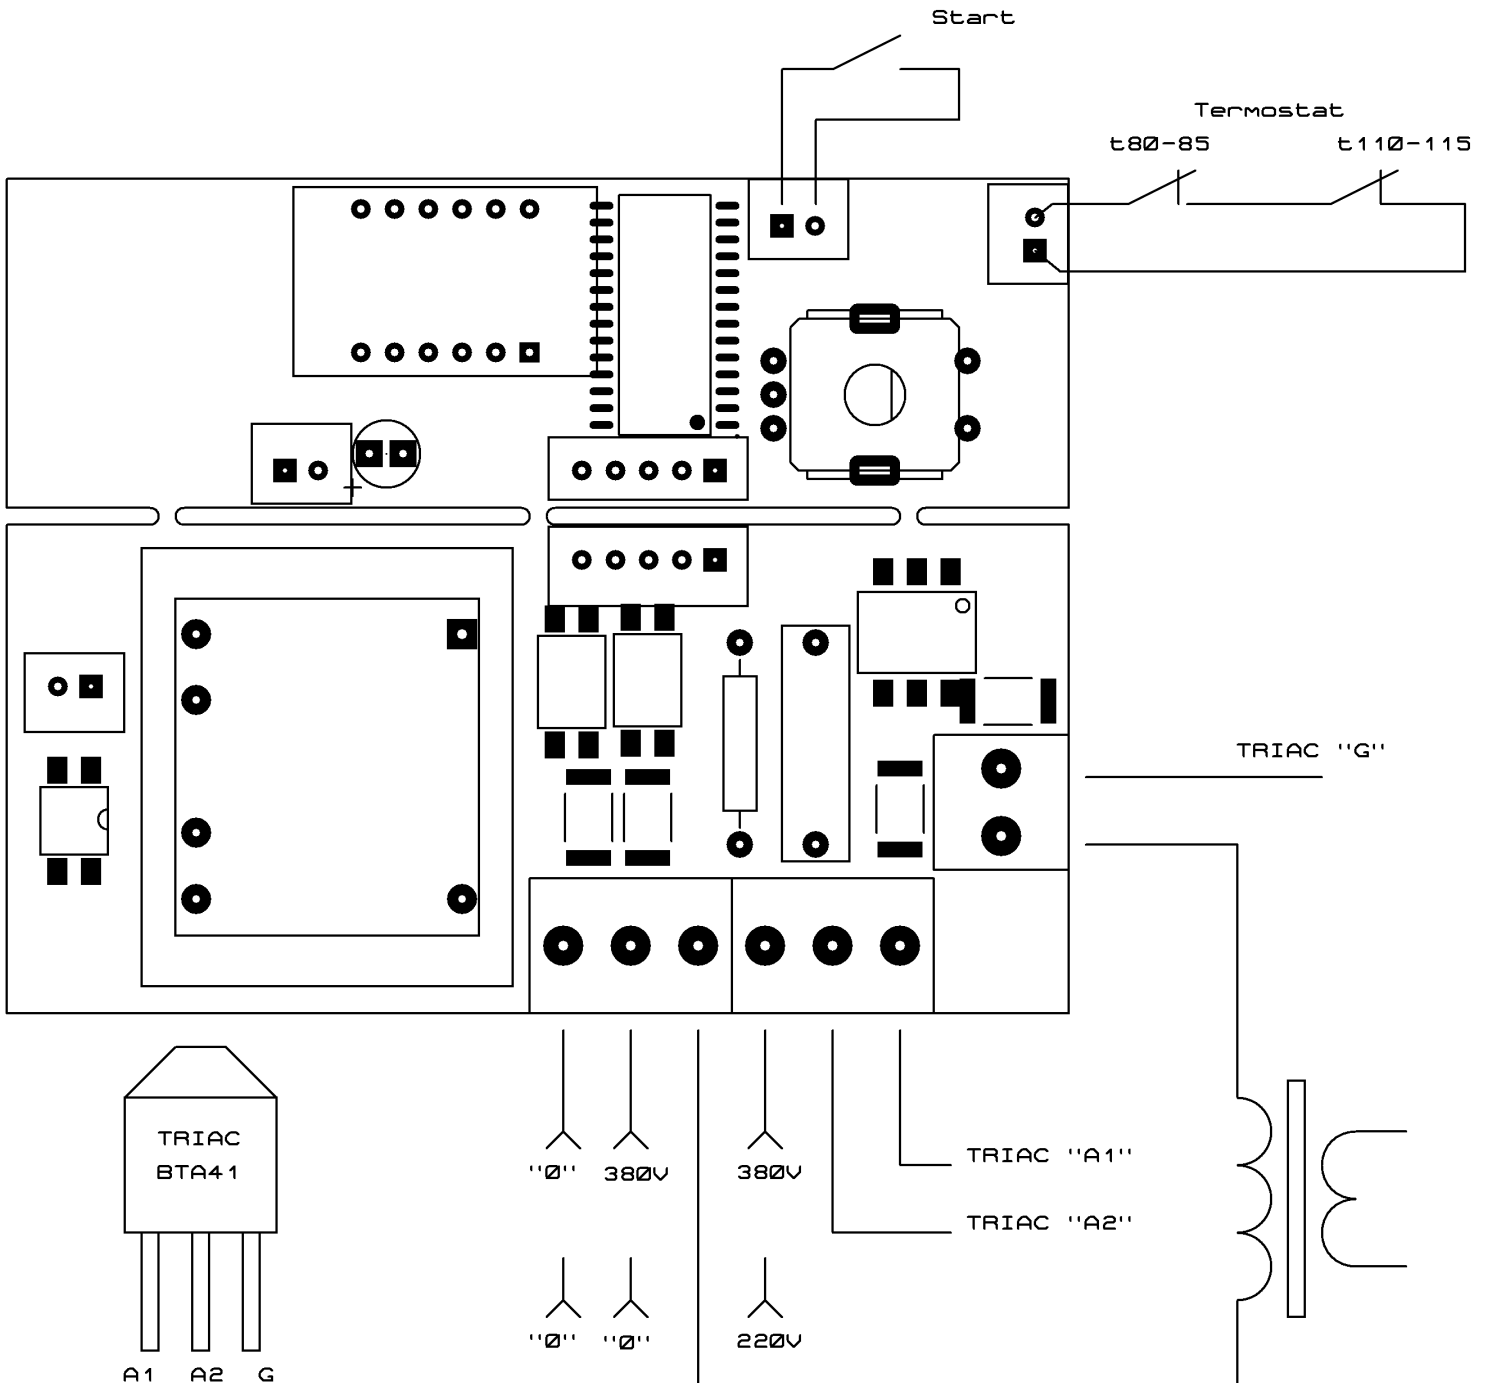 Start
Termostat
t80-85 t110-115
TRIAC "G"
TRIAC
BTA41
"0" 380V 380V
TRIAC "A1"
TRIAC "A2"
"0" "0" 220V
A1 A2 G